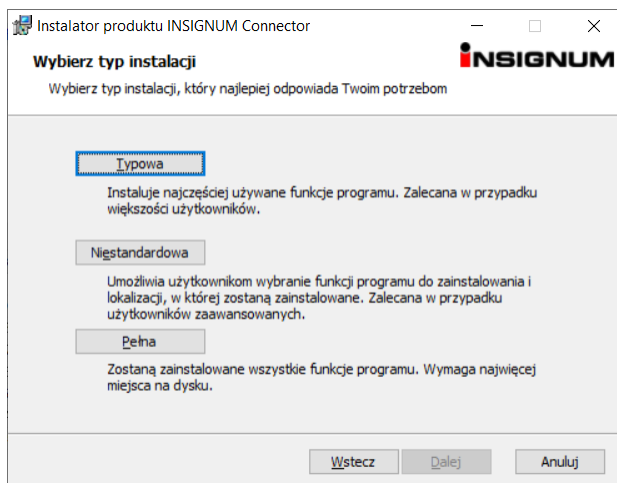 Instalator produktu INSIGNUM Connector
Wybierz typ instalacji
iNSIGNUM
Wybierz typ instalacji, który najlepiej odpowiada Twoim potrzebom
Typowa
Instaluje najczęściej używane funkcje programu. Zalecana w przypadku
większości użytkowników.
Niestandardowa
Umożliwia użytkownikom wybranie funkcji programu do zainstalowania i
lokalizacji, w której zostaną zainstalowane. Zalecana w przypadku
użytkowników zaawansowanych.
Pełna
Zostaną zainstalowane wszystkie funkcje programu. Wymaga najwięcej
miejsca na dysku.
Wstecz
Dalej
Anuluj